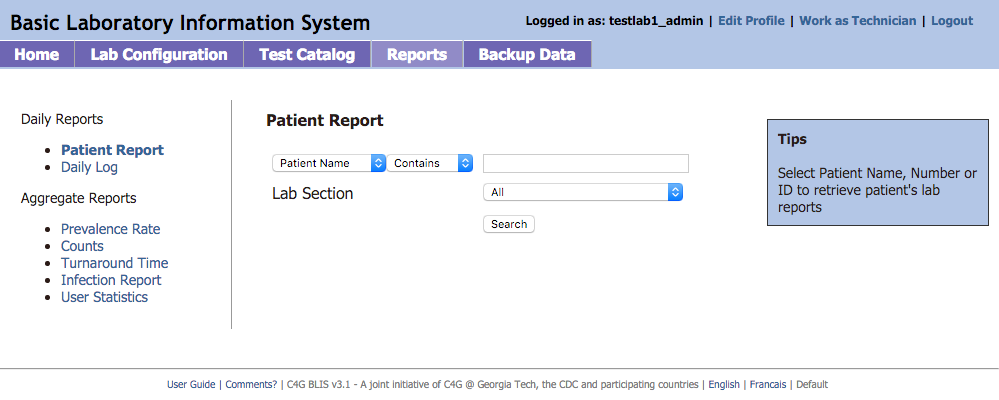 Basic Laboratory Information System
Logged in as: testlab1_admin | Edit Profile | Work as Technician | Logout
Home Lab Configuration Test Catalog Reports Backup Data
Daily Reports
• Patient Report
• Daily Log
Aggregate Reports
• Prevalence Rate
• Counts
• Turnaround Time
• Infection Report
• User Statistics
Patient Report
Patient Name Contains
Lab Section All
Search
Tips
Select Patient Name, Number or
ID to retrieve patient's lab
reports
User Guide | Comments? | C4G BLIS v3.1 - A joint initiative of C4G @ Georgia Tech, the CDC and participating countries | English | Francais | Default